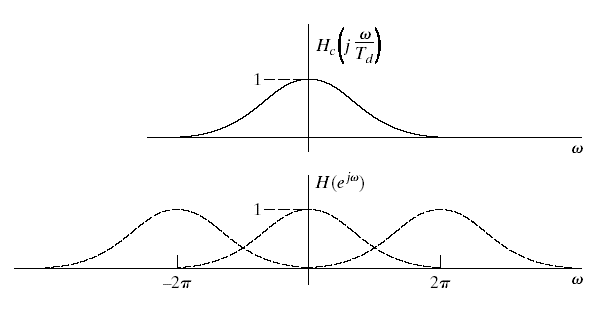 H_c(j ω/T_d)
1
ω
H(e^{jω})
1
–2π 2π ω